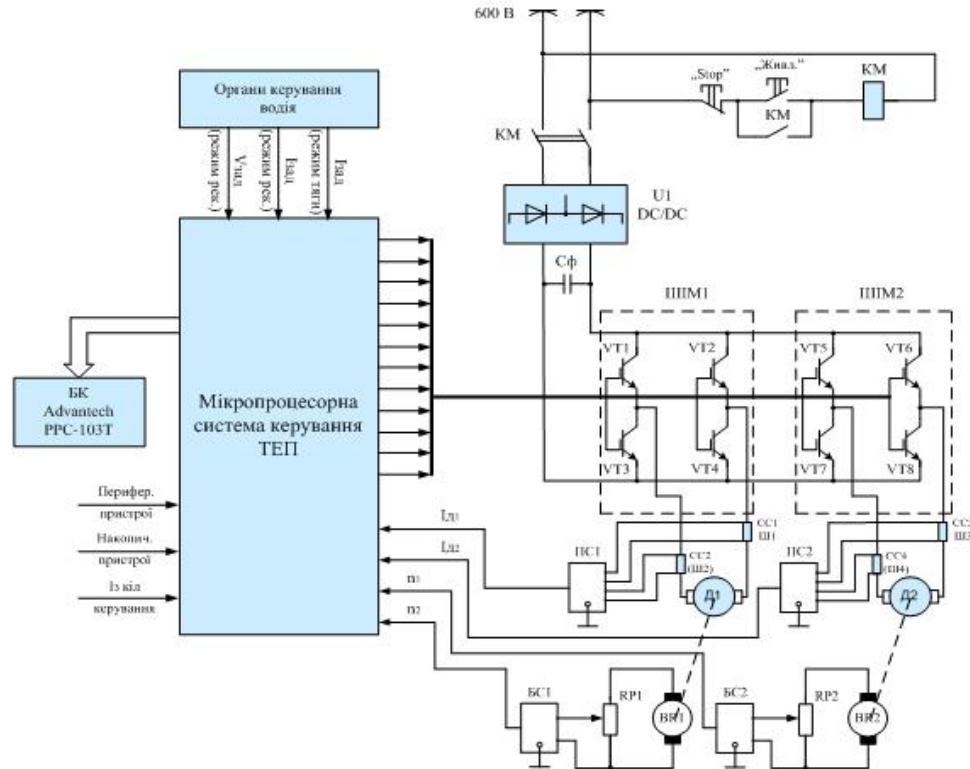 600 В
„Stop”
„Живл.”
КМ
КМ
КМ
Органи керування
водія
Vзад
(режим рек.)
Iзад
(режим рек.)
Iзад
(режим тяги)
U1
DC/DC
Сф
ШІМ1
ШІМ2
VT1
VT2
VT5
VT6
БК
Advantech
PPC-103T
Мікропроцесорна
система керування
ТЕП
VT3
VT4
VT7
VT8
Перифер.
пристрої
Накопич.
пристрої
Із кіл
керування
Iд1
Iд2
n1
n2
ПС1
СС2
(Ш2)
СС1
Ш1
Д1
ПС2
СС4
(Ш4)
Ш3
Д2
БС1
RP1
BR1
БС2
RP2
BR2